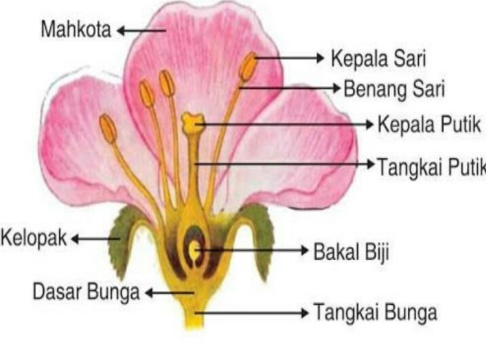 Mahkota
Kepala Sari
Benang Sari
Kepala Putik
Tangkai Putik
Kelopak
Bakal Biji
Dasar Bunga
Tangkai Bunga